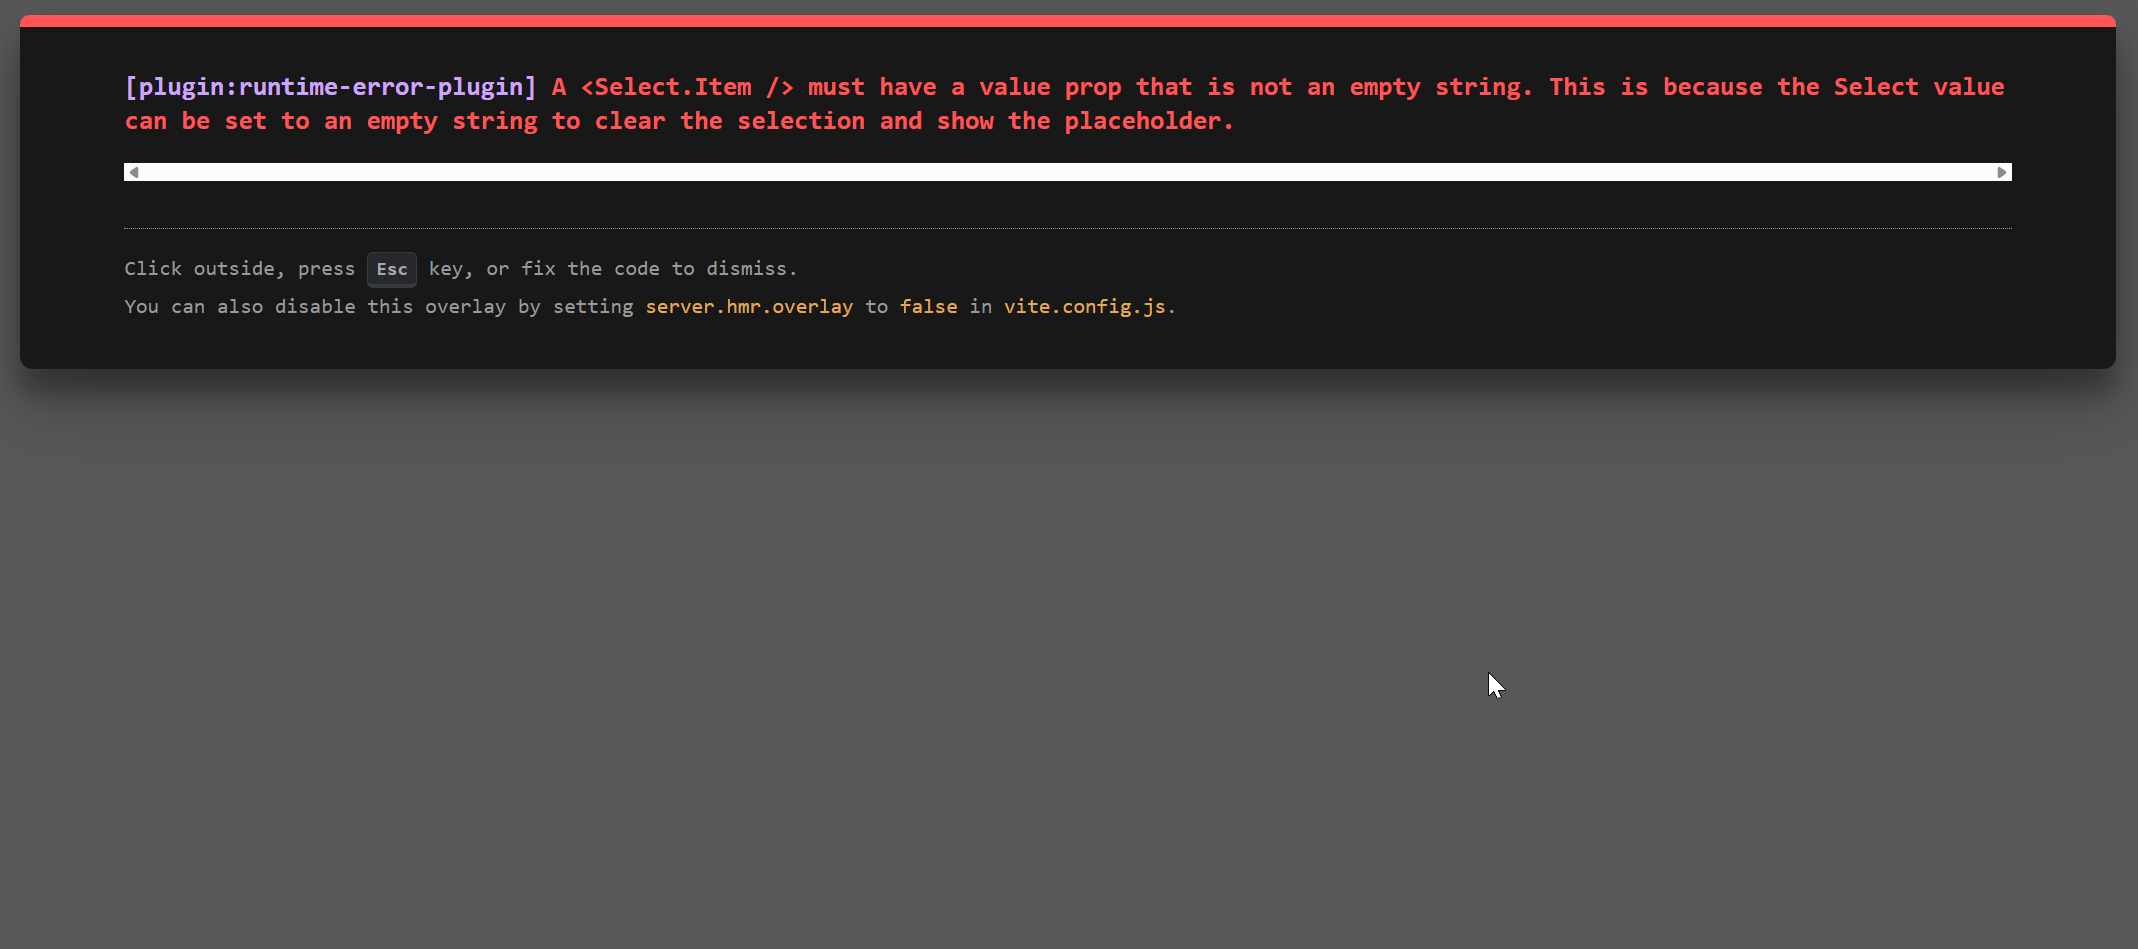 [plugin:runtime-error-plugin] A <Select.Item /> must have a value prop that is not an empty string. This is because the Select value
can be set to an empty string to clear the selection and show the placeholder.
Click outside, press Esc key, or fix the code to dismiss.
You can also disable this overlay by setting server.hmr.overlay to false in vite.config.js.